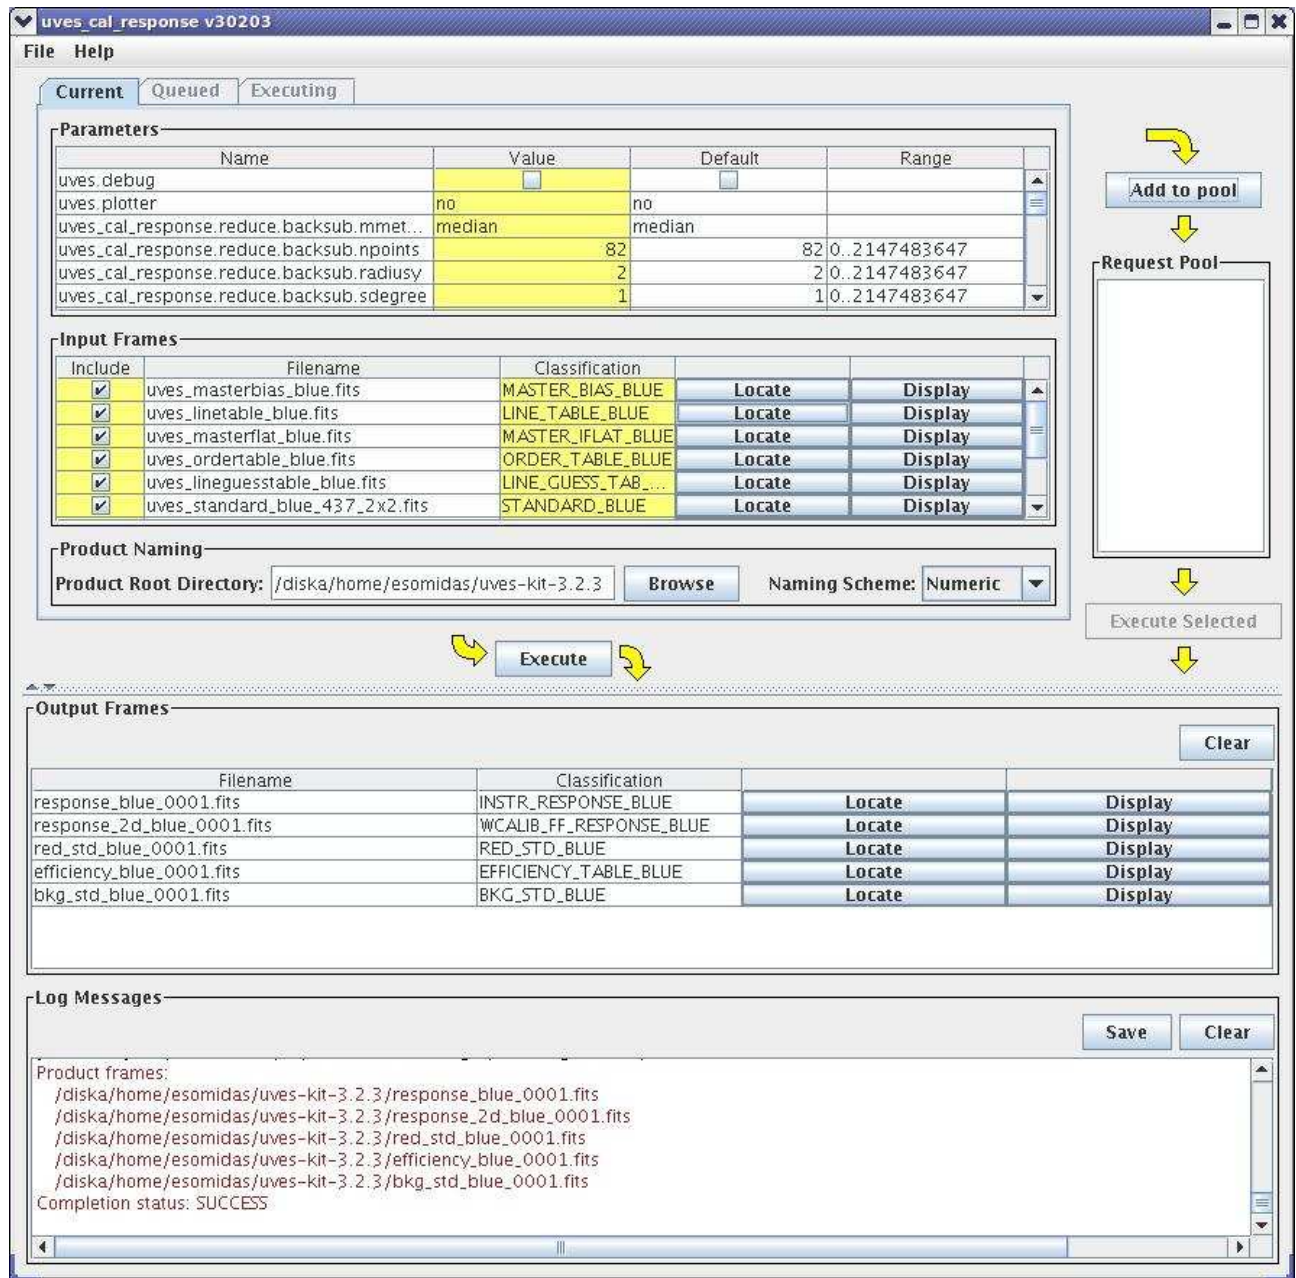 uves_cal_response v30203
File Help
Current Queued Executing
Parameters
Name Value Default Range
uves.debug
uves.plotter no no
uves_cal_response.reduce.backsub.mmet... median median
uves_cal_response.reduce.backsub.npoints 82 82 0..2147483647
uves_cal_response.reduce.backsub.radiusy 2 2 0..2147483647
uves_cal_response.reduce.backsub.sdegree 1 1 0..2147483647
Input Frames
Include Filename Classification
uves_masterbias_blue.fits MASTER_BIAS_BLUE Locate Display
uves_linetable_blue.fits LINE_TABLE_BLUE Locate Display
uves_masterflat_blue.fits MASTER_IFLAT_BLUE Locate Display
uves_ordertable_blue.fits ORDER_TABLE_BLUE Locate Display
uves_lineguesstable_blue.fits LINE_GUESS_TAB_... Locate Display
uves_standard_blue_437_2x2.fits STANDARD_BLUE Locate Display
Product Naming
Product Root Directory: /diska/home/esomidas/uves-kit-3.2.3 Browse Naming Scheme: Numeric
Add to pool
Request Pool
Execute Selected
Execute
Output Frames
Clear
Filename Classification
response_blue_0001.fits INSTR_RESPONSE_BLUE Locate Display
response_2d_blue_0001.fits WCALIB_FF_RESPONSE_BLUE Locate Display
red_std_blue_0001.fits RED_STD_BLUE Locate Display
efficiency_blue_0001.fits EFFICIENCY_TABLE_BLUE Locate Display
bkg_std_blue_0001.fits BKG_STD_BLUE Locate Display
Log Messages
Save Clear
Product frames:
/diska/home/esomidas/uves-kit-3.2.3/response_blue_0001.fits
/diska/home/esomidas/uves-kit-3.2.3/response_2d_blue_0001.fits
/diska/home/esomidas/uves-kit-3.2.3/red_std_blue_0001.fits
/diska/home/esomidas/uves-kit-3.2.3/efficiency_blue_0001.fits
/diska/home/esomidas/uves-kit-3.2.3/bkg_std_blue_0001.fits
Completion status: SUCCESS